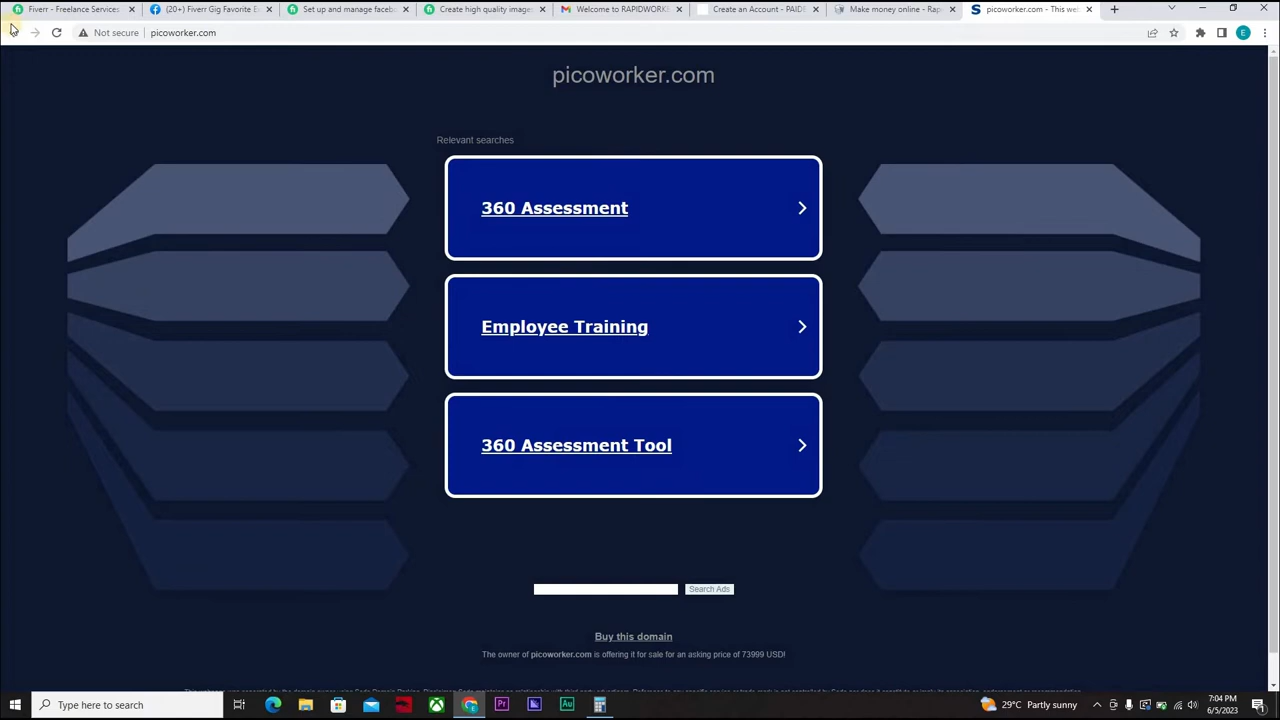 Fiverr - Freelance Services
(20+) Fiverr Gig Favorite E
Set up and manage faceb
Create high quality images
Welcome to RAPIDWORK
Create an Account - PAID
Make money online - Rap
picoworker.com - This we
Not secure picoworker.com
E
picoworker.com
Relevant searches
360 Assessment
Employee Training
360 Assessment Tool
Search Ads
Buy this domain
The owner of picoworker.com is offering it for sale for an asking price of 73999 USD!
Type here to search
Pr
Au
29°C Partly sunny
7:04 PM
6/5/2023